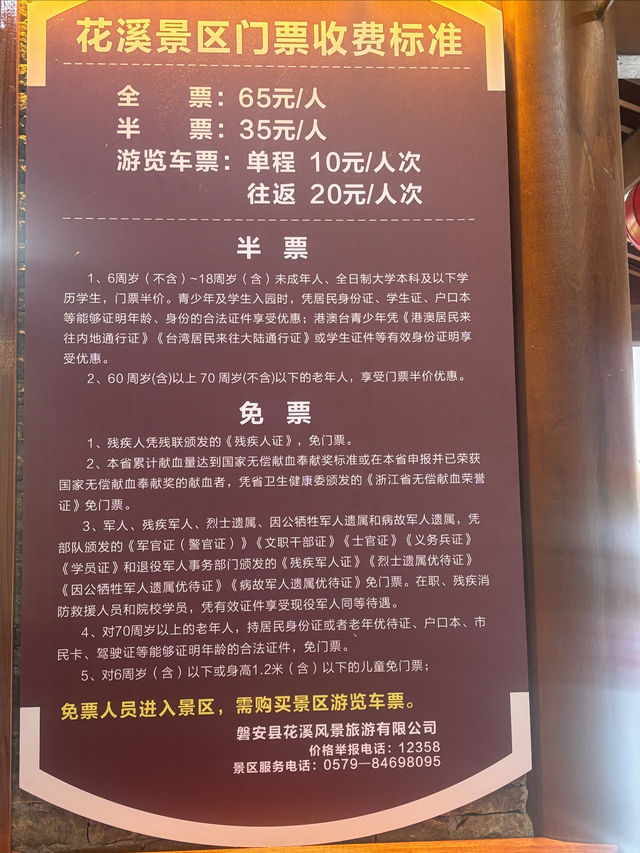 花溪景区门票收费标准
全 票：65元/人
半 票：35元/人
游览车票：单程 10元/人次
往返 20元/人次
半 票
1、6周岁（不含）~18周岁（含）未成年人、全日制大学本科及以下学
历学生，门票半价。青少年及学生入园时，凭居民身份证、学生证、户口本
等能够证明年龄、身份的合法证件享受优惠；港澳台青少年凭《港澳居民来
往内地通行证》《台湾居民来往大陆通行证》或学生证件等有效身份证明享
受优惠。
2、60 周岁(含)以上 70 周岁(不含)以下的老年人，享受门票半价优惠。
免 票
1、残疾人凭残联颁发的《残疾人证》，免门票。
2、本省累计献血量达到国家无偿献血奉献奖标准或在本省申报并已荣获
国家无偿献血奉献奖的献血者，凭省卫生健康委颁发的《浙江省无偿献血荣誉
证》免门票。
3、军人、残疾军人、烈士遗属、因公牺牲军人遗属和病故军人遗属，凭
部队颁发的《军官证（警官证）》《文职干部证》《士官证》《义务兵证》
《学员证》和退役军人事务部门颁发的《残疾军人证》《烈士遗属优待证》
《因公牺牲军人遗属优待证》《病故军人遗属优待证》免门票。在职、残疾消
防救援人员和院校学员，凭有效证件享受现役军人同等待遇。
4、对70周岁以上的老年人，持居民身份证或者老年优待证、户口本、市
民卡、驾驶证等能够证明年龄的合法证件，免门票。
5、对6周岁（含）以下或身高1.2米（含）以下的儿童免门票；
免票人员进入景区，需购买景区游览车票。
磐安县花溪风景旅游有限公司
价格举报电话：12358
景区服务电话：0579—84698095